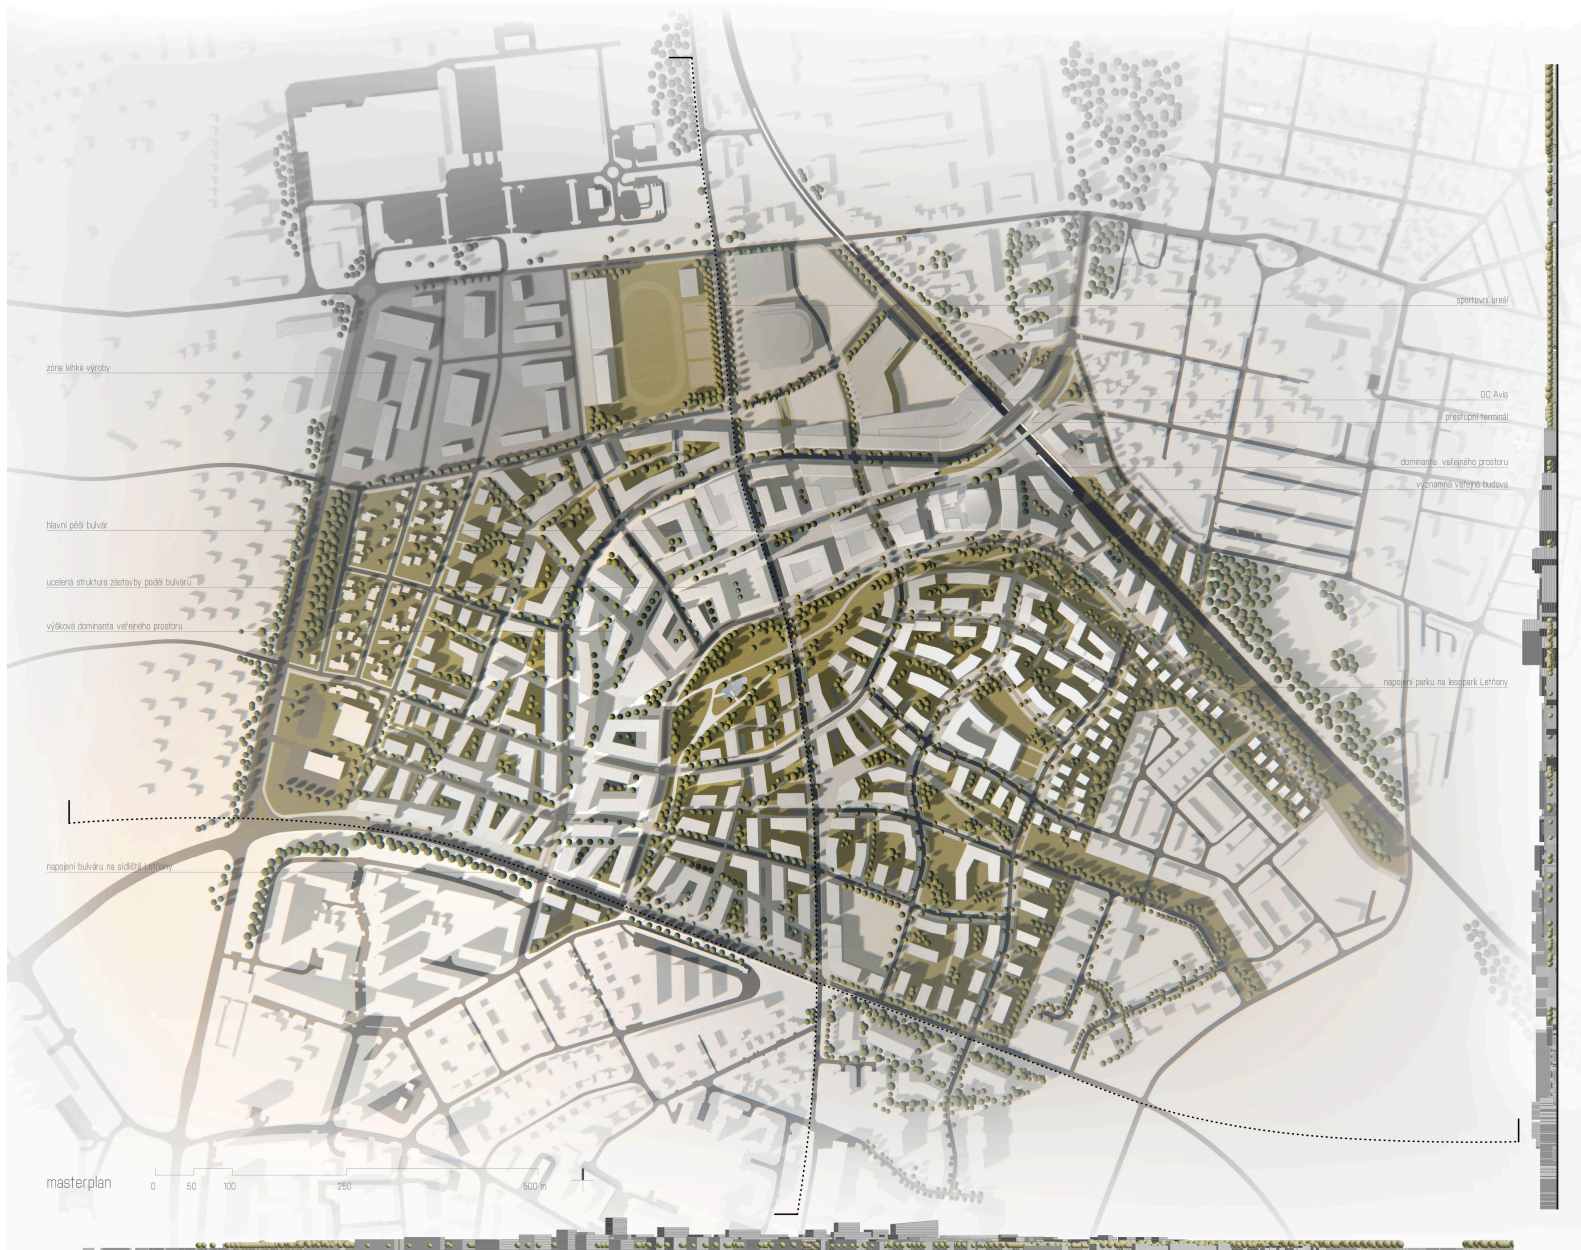 sportovní areál
zóna lehké výroby
OC Avia
přestupní terminál
dominanta veřejného prostoru
významná veřejná budova
hlavní pěší bulvár
ucelená struktura zástavby podél bulváru
výšková dominanta veřejného prostoru
napojení parku na lesopark Letňany
napojení bulváru na sídliště Letňany
masterplan
0 50 100 250 500 m